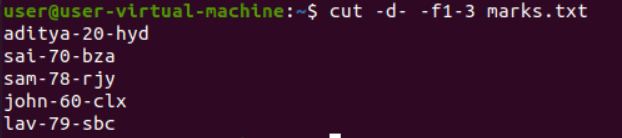 user@user-virtual-machine:~$ cut -d- -f1-3 marks.txt
aditya-20-hyd
sai-70-bza
sam-78-rjy
john-60-clx
lav-79-sbc